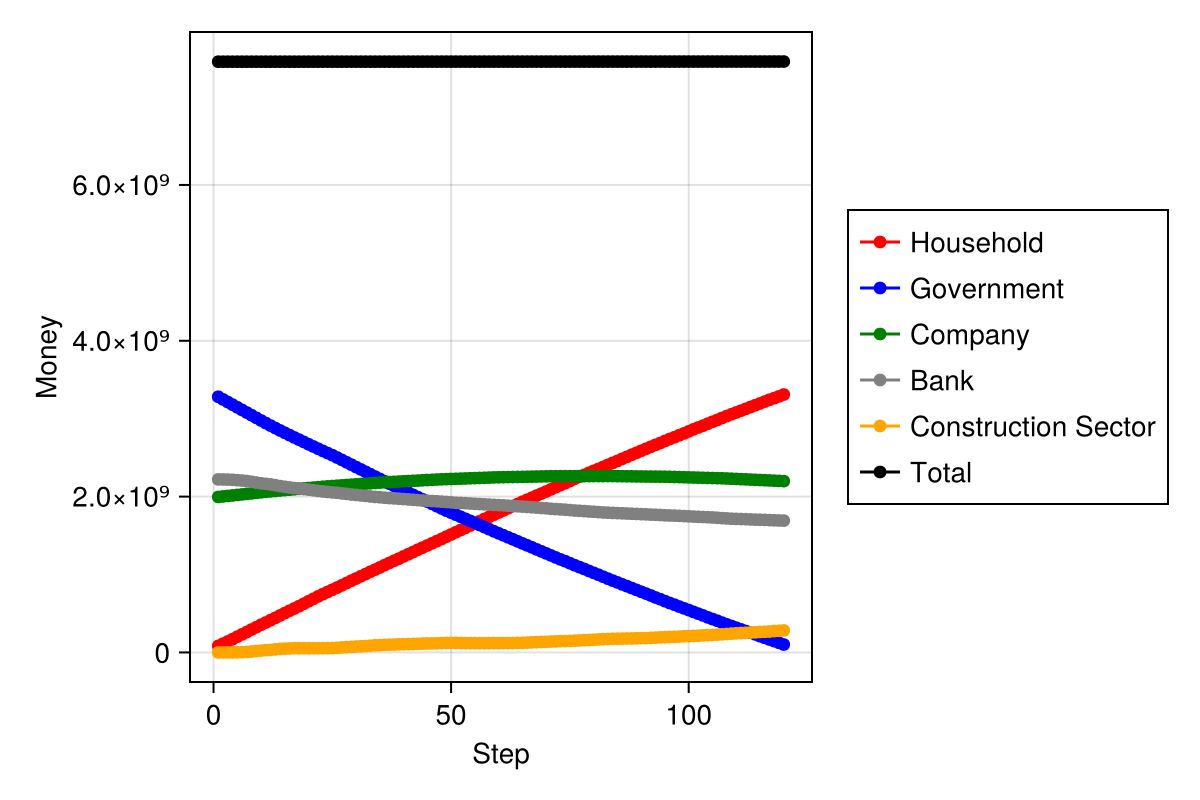 Money
6.0×10⁹
4.0×10⁹
2.0×10⁹
0
0
50
100
Step
Household
Government
Company
Bank
Construction Sector
Total